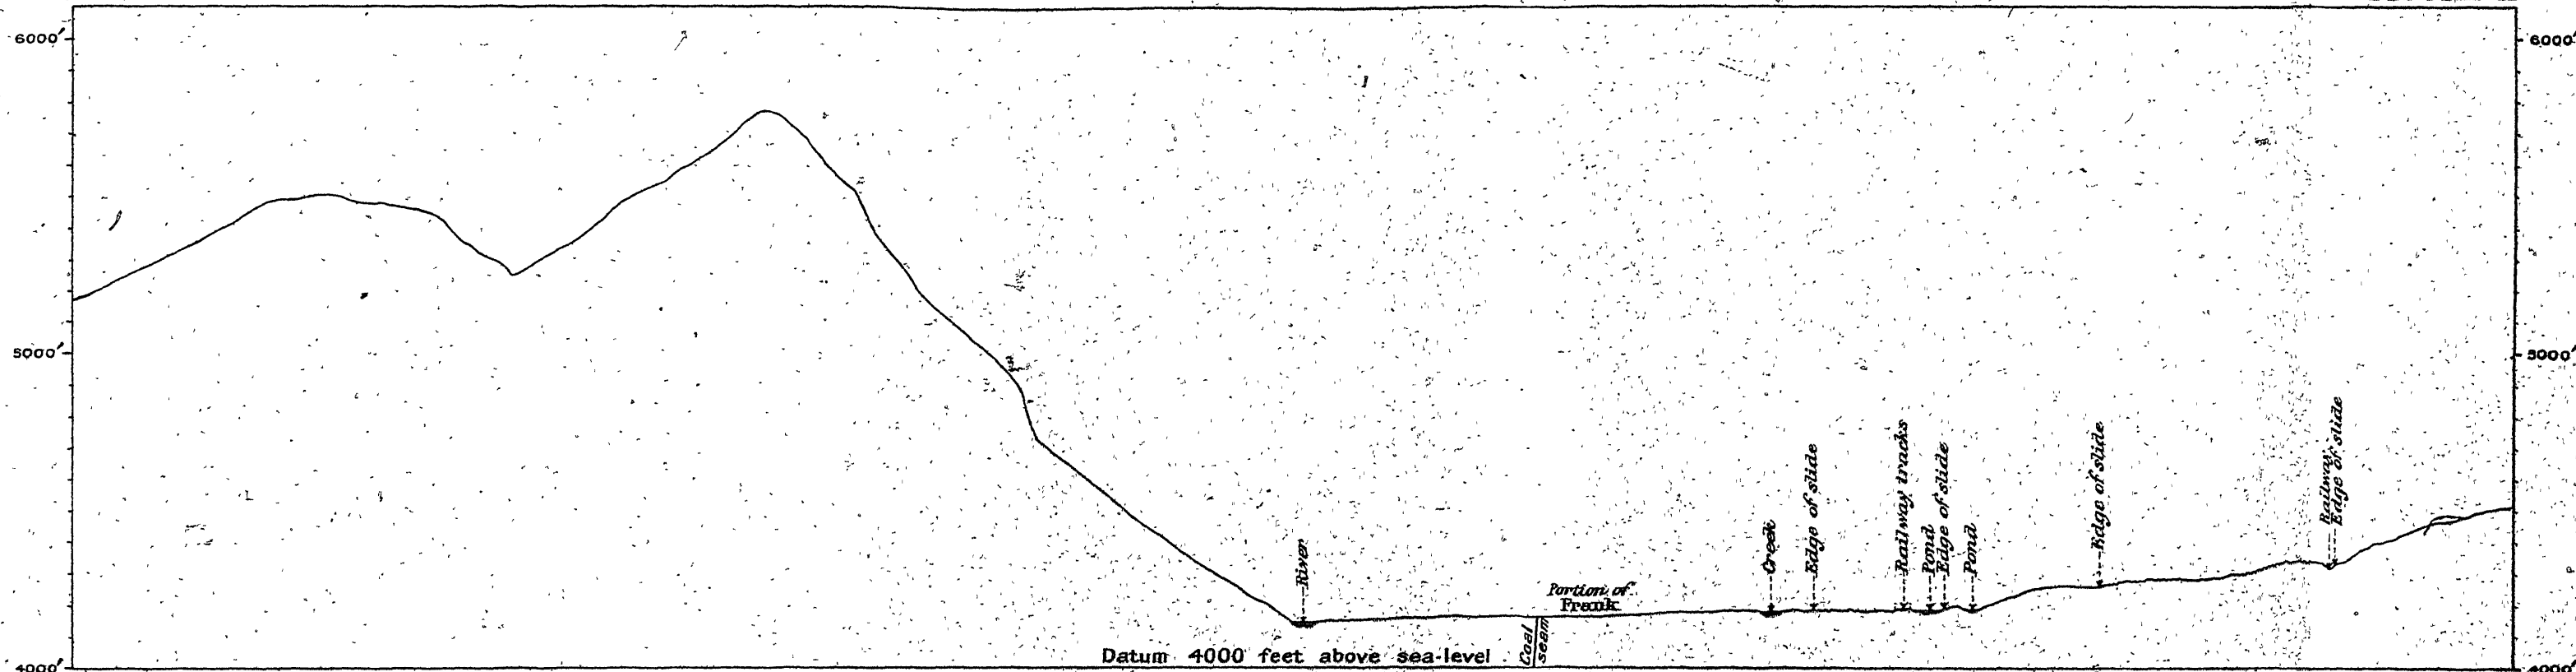 6000'
6000'
5000'
5000'
River
Portion of
Frank
Creek
Edge of slide
Railway tracks
Pond
Edge of slide
Pond
Edge of slide
Railway
Edge of slide
Coal
seam
Datum 4000 feet above sea-level
4000'
4000'